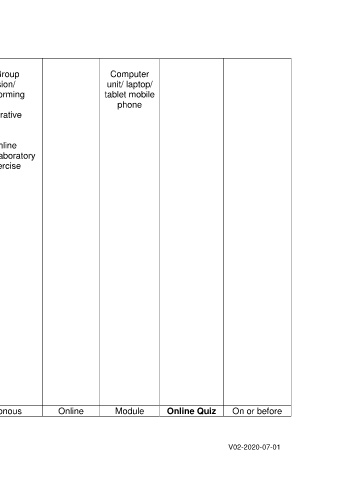 Group
sion/
orming
rative
nline
aboratory
ercise
Computer
unit/ laptop/
tablet mobile
phone
onous
Online
Module
Online Quiz
On or before
V02-2020-07-01